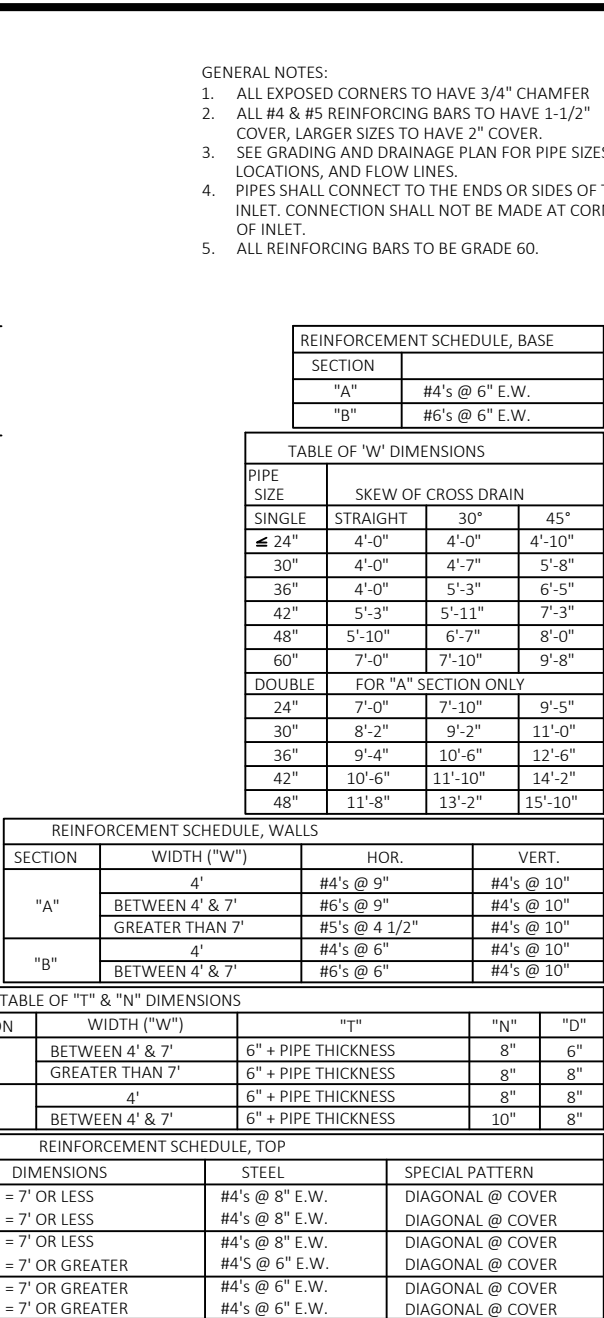 GENERAL NOTES:
1. ALL EXPOSED CORNERS TO HAVE 3/4" CHAMFER
2. ALL #4 & #5 REINFORCING BARS TO HAVE 1-1/2"
COVER, LARGER SIZES TO HAVE 2" COVER.
3. SEE GRADING AND DRAINAGE PLAN FOR PIPE SIZES
LOCATIONS, AND FLOW LINES.
4. PIPES SHALL CONNECT TO THE ENDS OR SIDES OF
INLET. CONNECTION SHALL NOT BE MADE AT
OF INLET.
5. ALL REINFORCING BARS TO BE GRADE 60.
REINFORCEMENT SCHEDULE, BASE
SECTION
"A" #4's @ 6" E.W.
"B" #6's @ 6" E.W.
TABLE OF 'W' DIMENSIONS
PIPE
SIZE SKEW OF CROSS DRAIN
SINGLE STRAIGHT 30° 45°
≦ 24" 4'-0" 4'-0" 4'-10"
30" 4'-0" 4'-7" 5'-8"
36" 4'-0" 5'-3" 6'-5"
42" 5'-3" 5'-11" 7'-3"
48" 5'-10" 6'-7" 8'-0"
60" 7'-0" 7'-10" 9'-8"
DOUBLE FOR "A" SECTION ONLY
24" 7'-0" 7'-10" 9'-5"
30" 8'-2" 9'-2" 11'-0"
36" 9'-4" 10'-6" 12'-6"
42" 10'-6" 11'-10" 14'-2"
48" 11'-8" 13'-2" 15'-10"
REINFORCEMENT SCHEDULE, WALLS
SECTION WIDTH ("W") HOR. VERT.
4' #4's @ 9" #4's @ 10"
"A" BETWEEN 4' & 7' #6's @ 9" #4's @ 10"
GREATER THAN 7' #5's @ 4 1/2" #4's @ 10"
"B" 4' #4's @ 6" #4's @ 10"
BETWEEN 4' & 7' #6's @ 6" #4's @ 10"
TABLE OF "T" & "N" DIMENSIONS
WIDTH ("W") "T" "N" "D"
BETWEEN 4' & 7' 6" + PIPE THICKNESS 8" 6"
GREATER THAN 7' 6" + PIPE THICKNESS 8" 8"
4' 6" + PIPE THICKNESS 8" 8"
BETWEEN 4' & 7' 6" + PIPE THICKNESS 10" 8"
REINFORCEMENT SCHEDULE, TOP
DIMENSIONS STEEL SPECIAL PATTERN
= 7' OR LESS #4's @ 8" E.W. DIAGONAL @ COVER
= 7' OR LESS #4's @ 8" E.W. DIAGONAL @ COVER
= 7' OR LESS #4's @ 8" E.W. DIAGONAL @ COVER
= 7' OR GREATER #4'S @ 6" E.W. DIAGONAL @ COVER
= 7' OR GREATER #4's @ 6" E.W. DIAGONAL @ COVER
= 7' OR GREATER #4's @ 6" E.W. DIAGONAL @ COVER